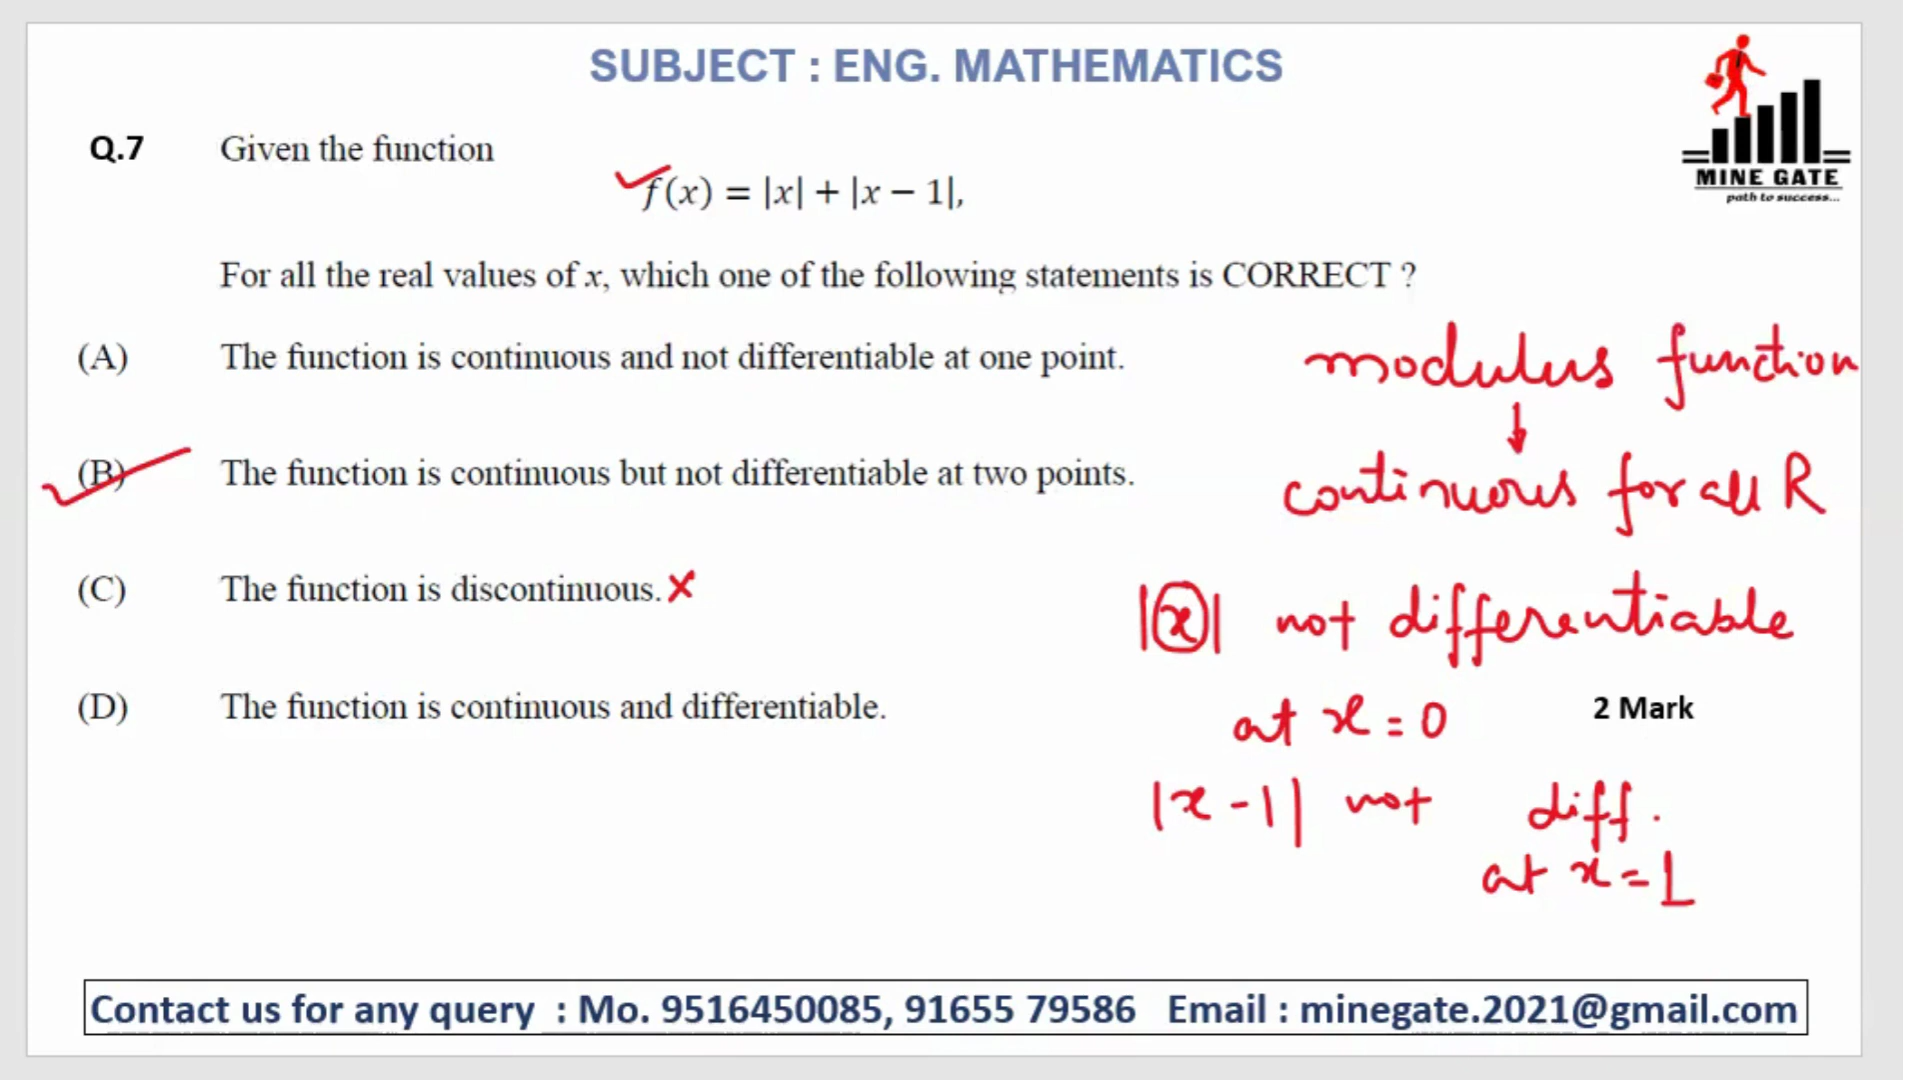 SUBJECT : ENG. MATHEMATICS
MINE GATE
path to success...
Q.7 Given the function
f(x) = |x| + |x − 1|,
For all the real values of x, which one of the following statements is CORRECT ?
(A) The function is continuous and not differentiable at one point.
(B) The function is continuous but not differentiable at two points.
(C) The function is discontinuous. ×
(D) The function is continuous and differentiable.
modulus function
↓
continuous for all R
|x| not differentiable
at x = 0
2 Mark
|x - 1| not diff.
at x = 1
Contact us for any query : Mo. 9516450085, 91655 79586 Email : minegate.2021@gmail.com